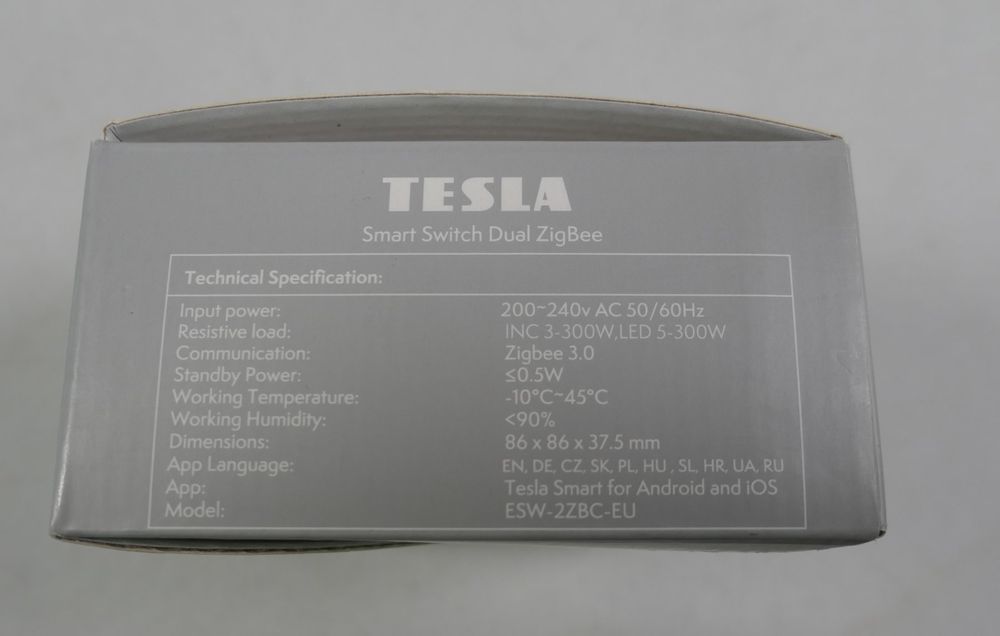 TESLA
Smart Switch Dual ZigBee
Technical Specification:
Input power: 200~240v AC 50/60Hz
Resistive load: INC 3-300W,LED 5-300W
Communication: Zigbee 3.0
Standby Power: ≤0.5W
Working Temperature: -10°C~45°C
Working Humidity: <90%
Dimensions: 86 x 86 x 37.5 mm
App Language: EN, DE, CZ, SK, PL, HU , SL, HR, UA, RU
App: Tesla Smart for Android and iOS
Model: ESW-2ZBC-EU